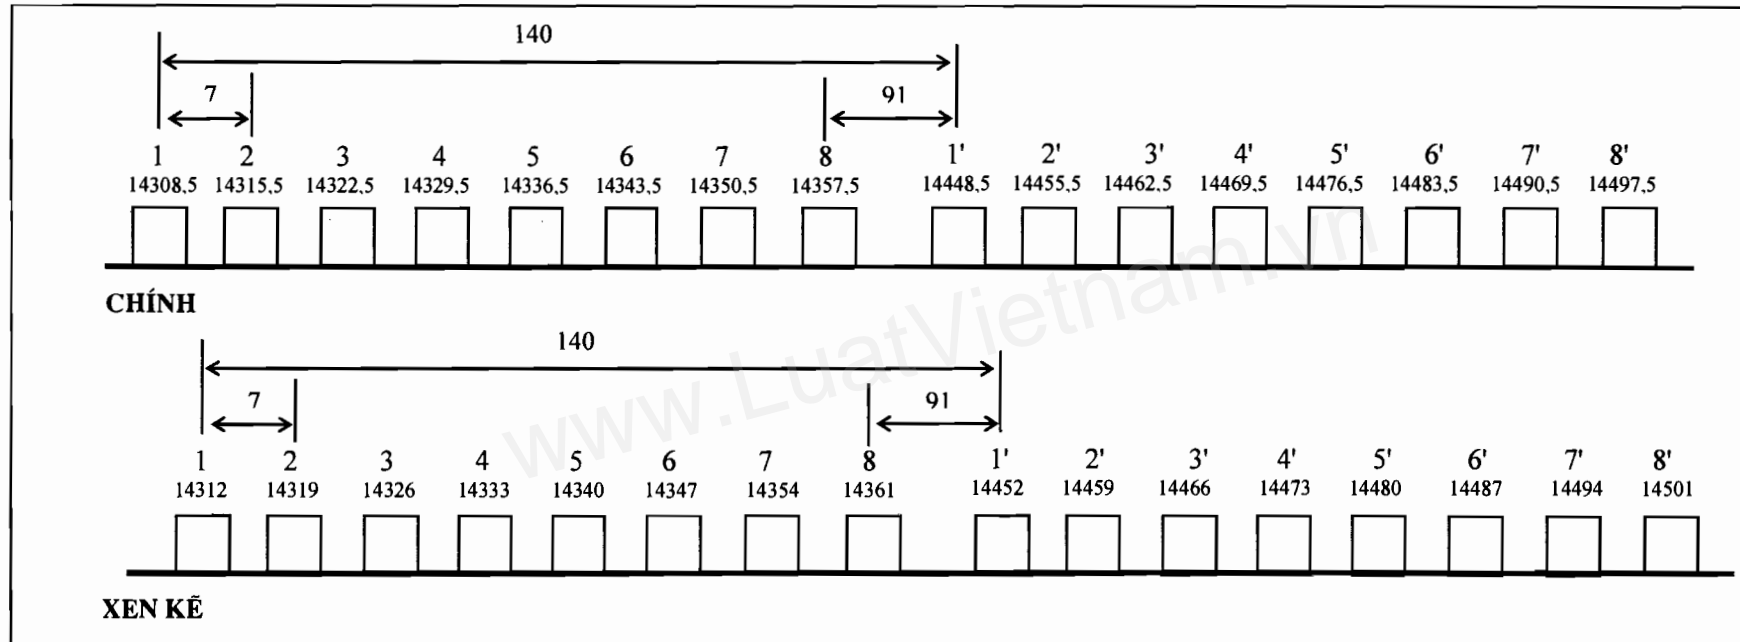 140
7 91
1 2 3 4 5 6 7 8 1' 2' 3' 4' 5' 6' 7' 8'
14308,5 14315,5 14322,5 14329,5 14336,5 14343,5 14350,5 14357,5 14448,5 14455,5 14462,5 14469,5 14476,5 14483,5 14490,5 14497,5
CHÍNH
140
7 91
1 2 3 4 5 6 7 8 1' 2' 3' 4' 5' 6' 7' 8'
14312 14319 14326 14333 14340 14347 14354 14361 14452 14459 14466 14473 14480 14487 14494 14501
XEN KẼ
www.LuatVietnam.vn